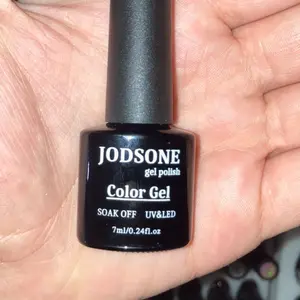 JODSONE
gel polish
Color Gel
SOAK OFF UV&LED
7ml/0.24fl.oz